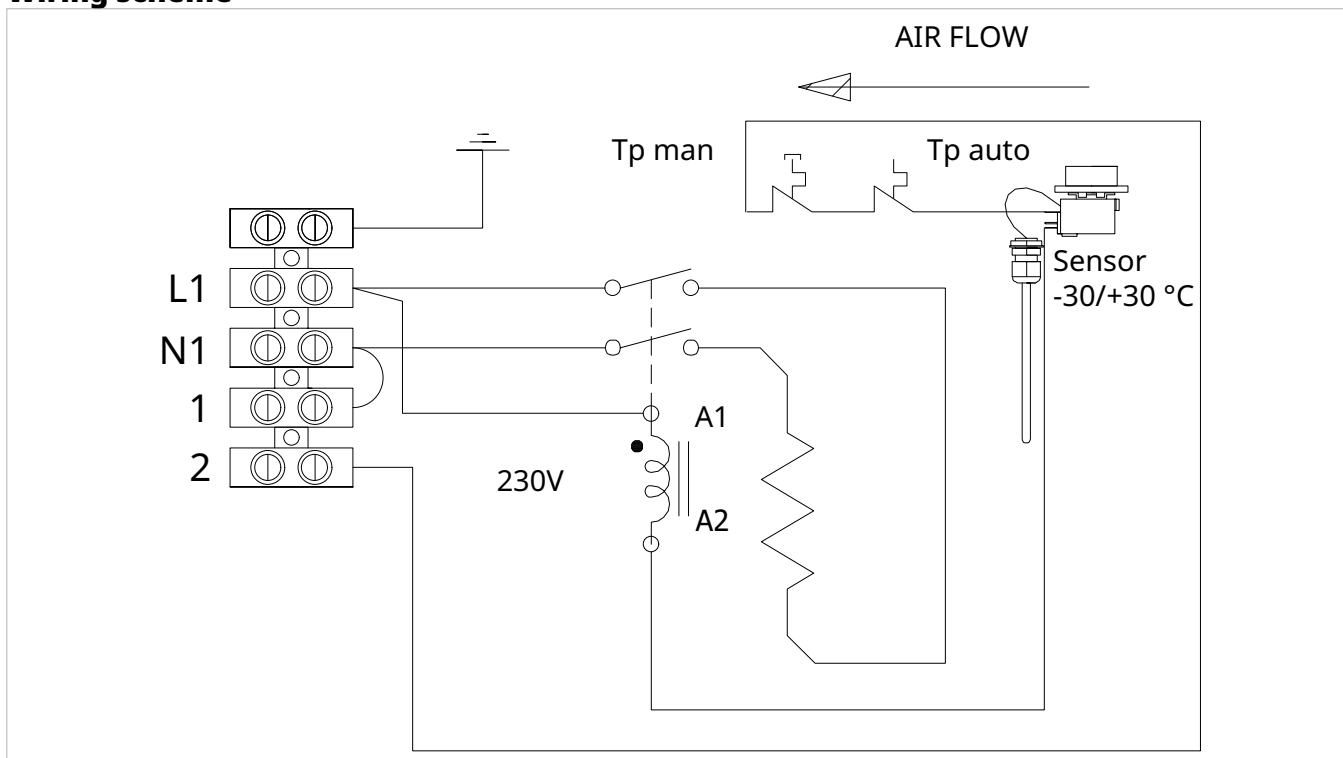 Wiring scheme
AIR FLOW
Tp man
Tp auto
Sensor
-30/+30 °C
L1
N1
1
2
230V
A1
A2